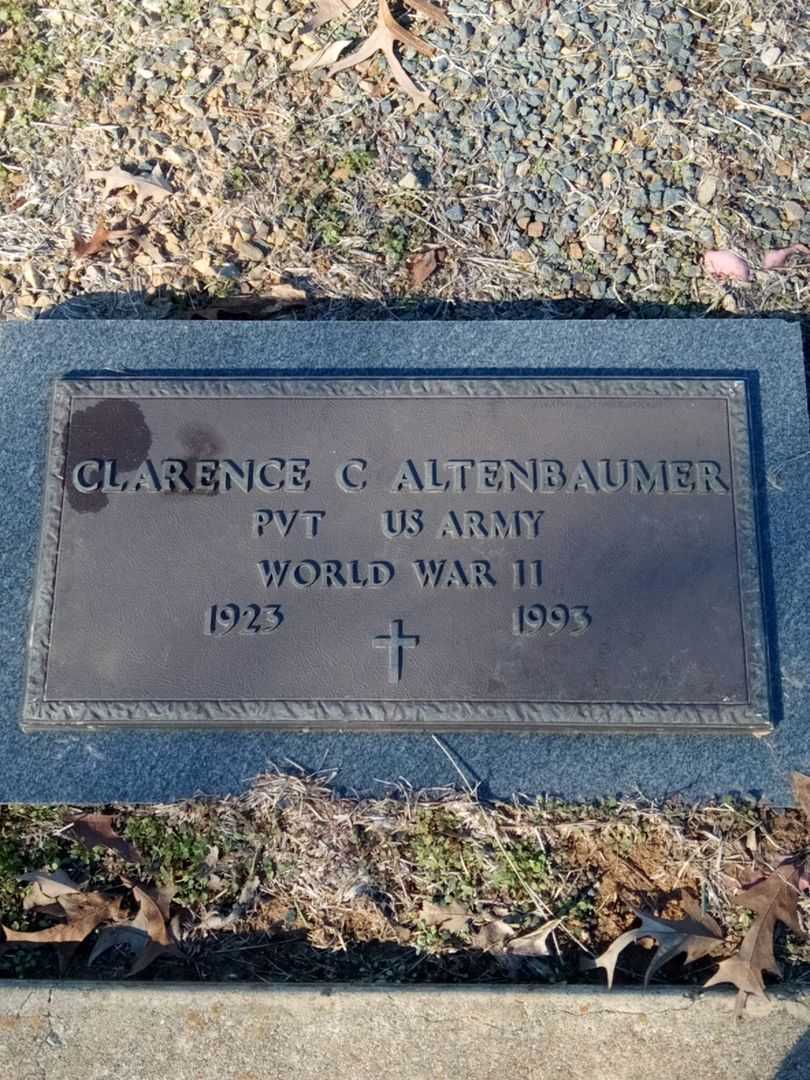 CLARENCE C ALTENBAUMER
PVT US ARMY
WORLD WAR II
1923 1993